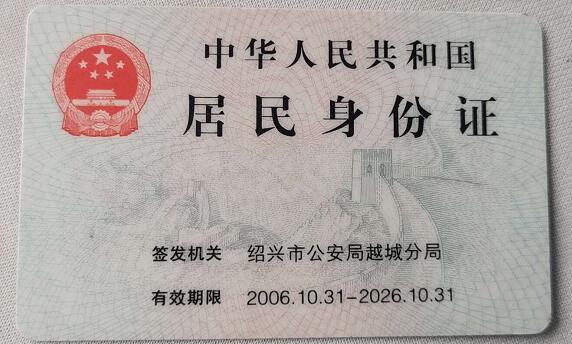 中华人民共和国
居民身份证
签发机关 绍兴市公安局越城分局
有效期限 2006.10.31-2026.10.31